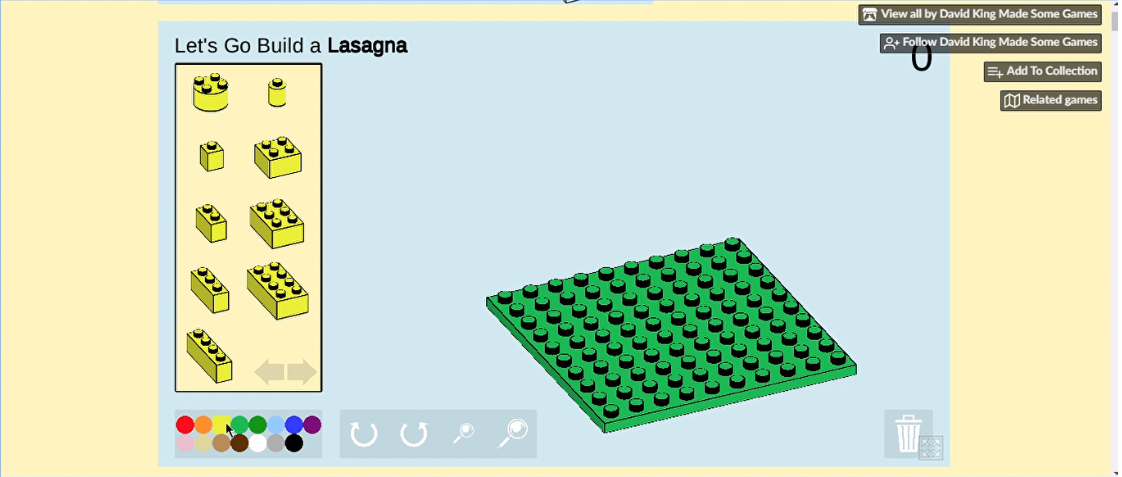 View all by David King Made Some Games
Let's Go Build a Lasagna
Follow David King Made Some Games
0
Add To Collection
Related games